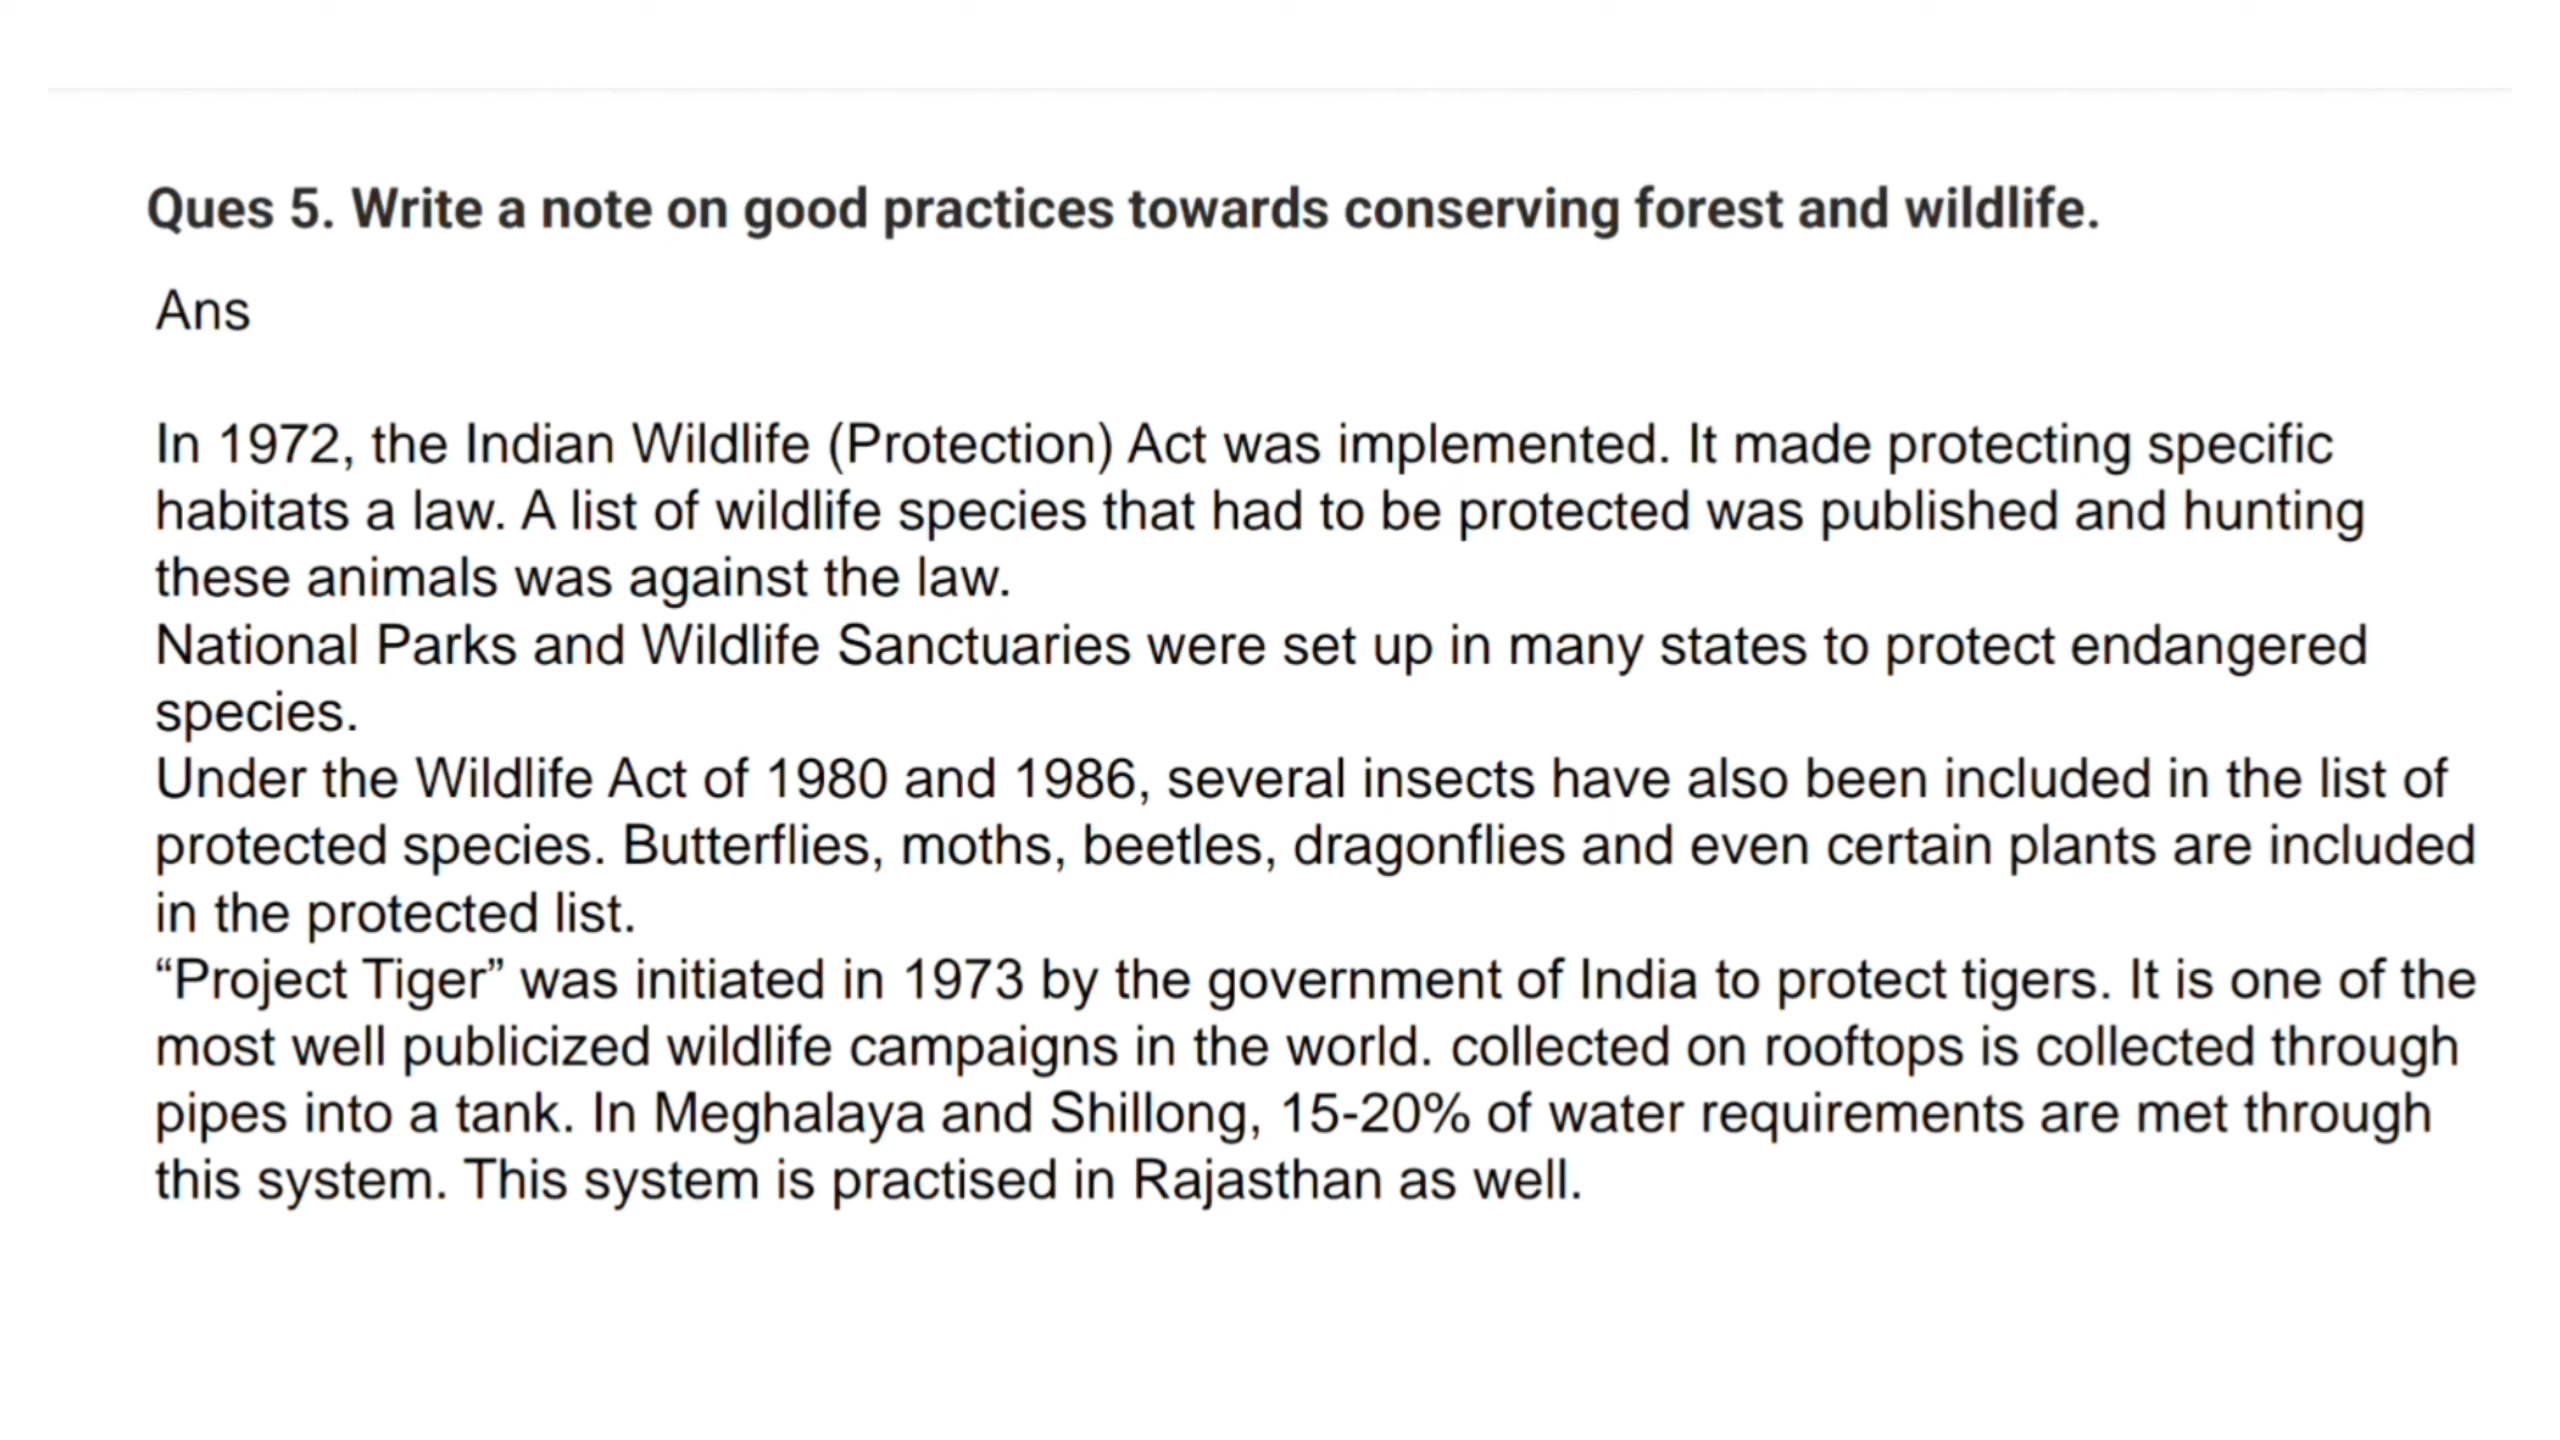 Ques 5. Write a note on good practices towards conserving forest and wildlife.
Ans
In 1972, the Indian Wildlife (Protection) Act was implemented. It made protecting specific
habitats a law. A list of wildlife species that had to be protected was published and hunting
these animals was against the law.
National Parks and Wildlife Sanctuaries were set up in many states to protect endangered
species.
Under the Wildlife Act of 1980 and 1986, several insects have also been included in the list of
protected species. Butterflies, moths, beetles, dragonflies and even certain plants are included
in the protected list.
“Project Tiger” was initiated in 1973 by the government of India to protect tigers. It is one of the
most well publicized wildlife campaigns in the world. collected on rooftops is collected through
pipes into a tank. In Meghalaya and Shillong, 15-20% of water requirements are met through
this system. This system is practised in Rajasthan as well.